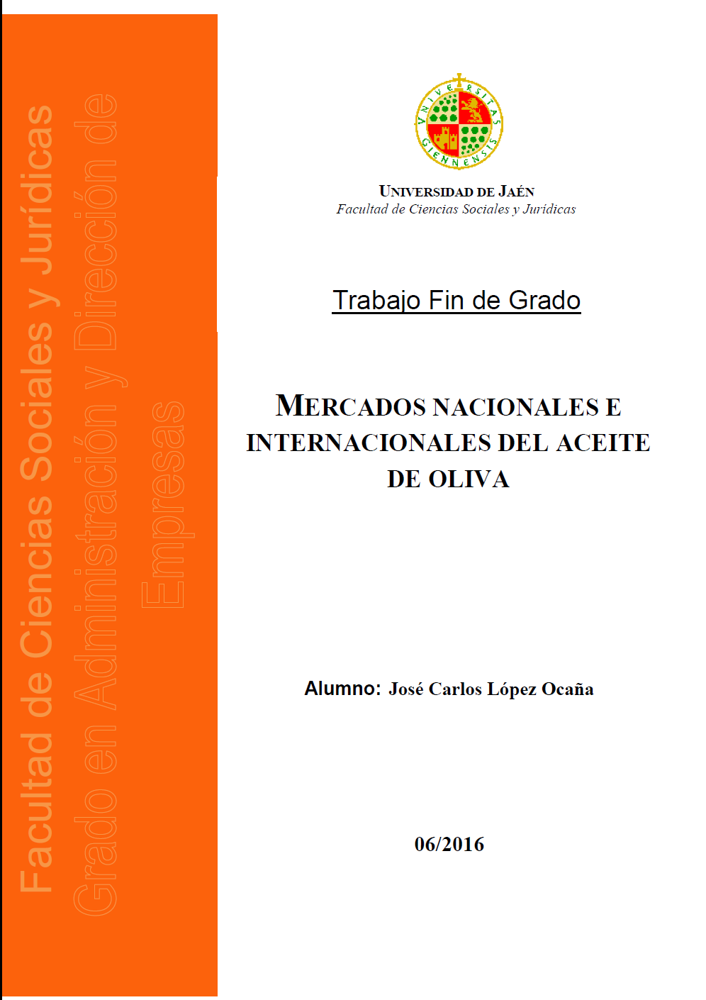 Facultad de Ciencias Sociales y Jurídicas
Grado en Administración y Dirección de
Empresas
UNIVERSITAS
GIENNENSIS
UNIVERSIDAD DE JAÉN
Facultad de Ciencias Sociales y Jurídicas
Trabajo Fin de Grado
MERCADOS NACIONALES E
INTERNACIONALES DEL ACEITE
DE OLIVA
Alumno: José Carlos López Ocaña
06/2016